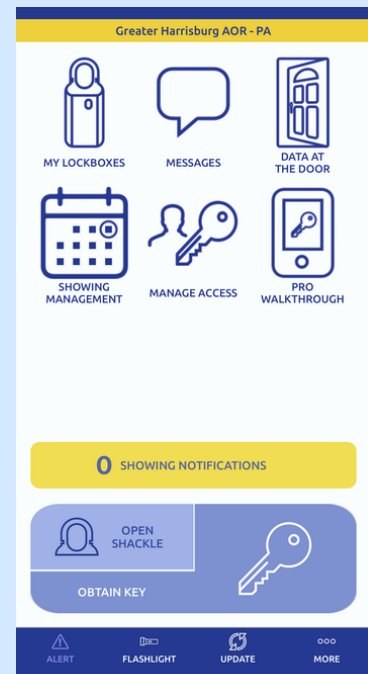 Greater Harrisburg AOR - PA
MY LOCKBOXES
MESSAGES
DATA AT
THE DOOR
SHOWING
MANAGEMENT
MANAGE ACCESS
PRO
WALKTHROUGH
0 SHOWING NOTIFICATIONS
OPEN
SHACKLE
OBTAIN KEY
ALERT
FLASHLIGHT
UPDATE
MORE